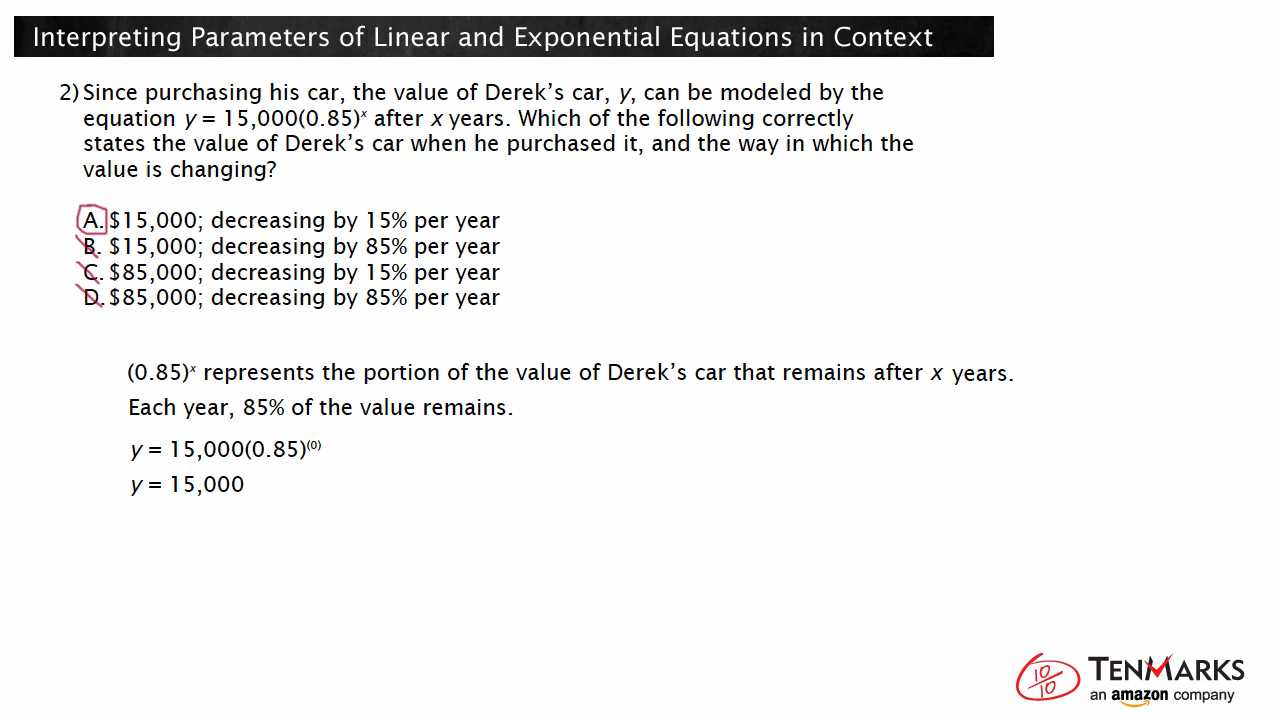 Interpreting Parameters of Linear and Exponential Equations in Context
2) Since purchasing his car, the value of Derek's car, y, can be modeled by the
equation y = 15,000(0.85)ˣ after x years. Which of the following correctly
states the value of Derek's car when he purchased it, and the way in which the
value is changing?
A. $15,000; decreasing by 15% per year
B. $15,000; decreasing by 85% per year
C. $85,000; decreasing by 15% per year
D. $85,000; decreasing by 85% per year
(0.85)ˣ represents the portion of the value of Derek's car that remains after x years.
Each year, 85% of the value remains.
y = 15,000(0.85)⁽⁰⁾
y = 15,000
10/10
TENMARKS
an amazon company